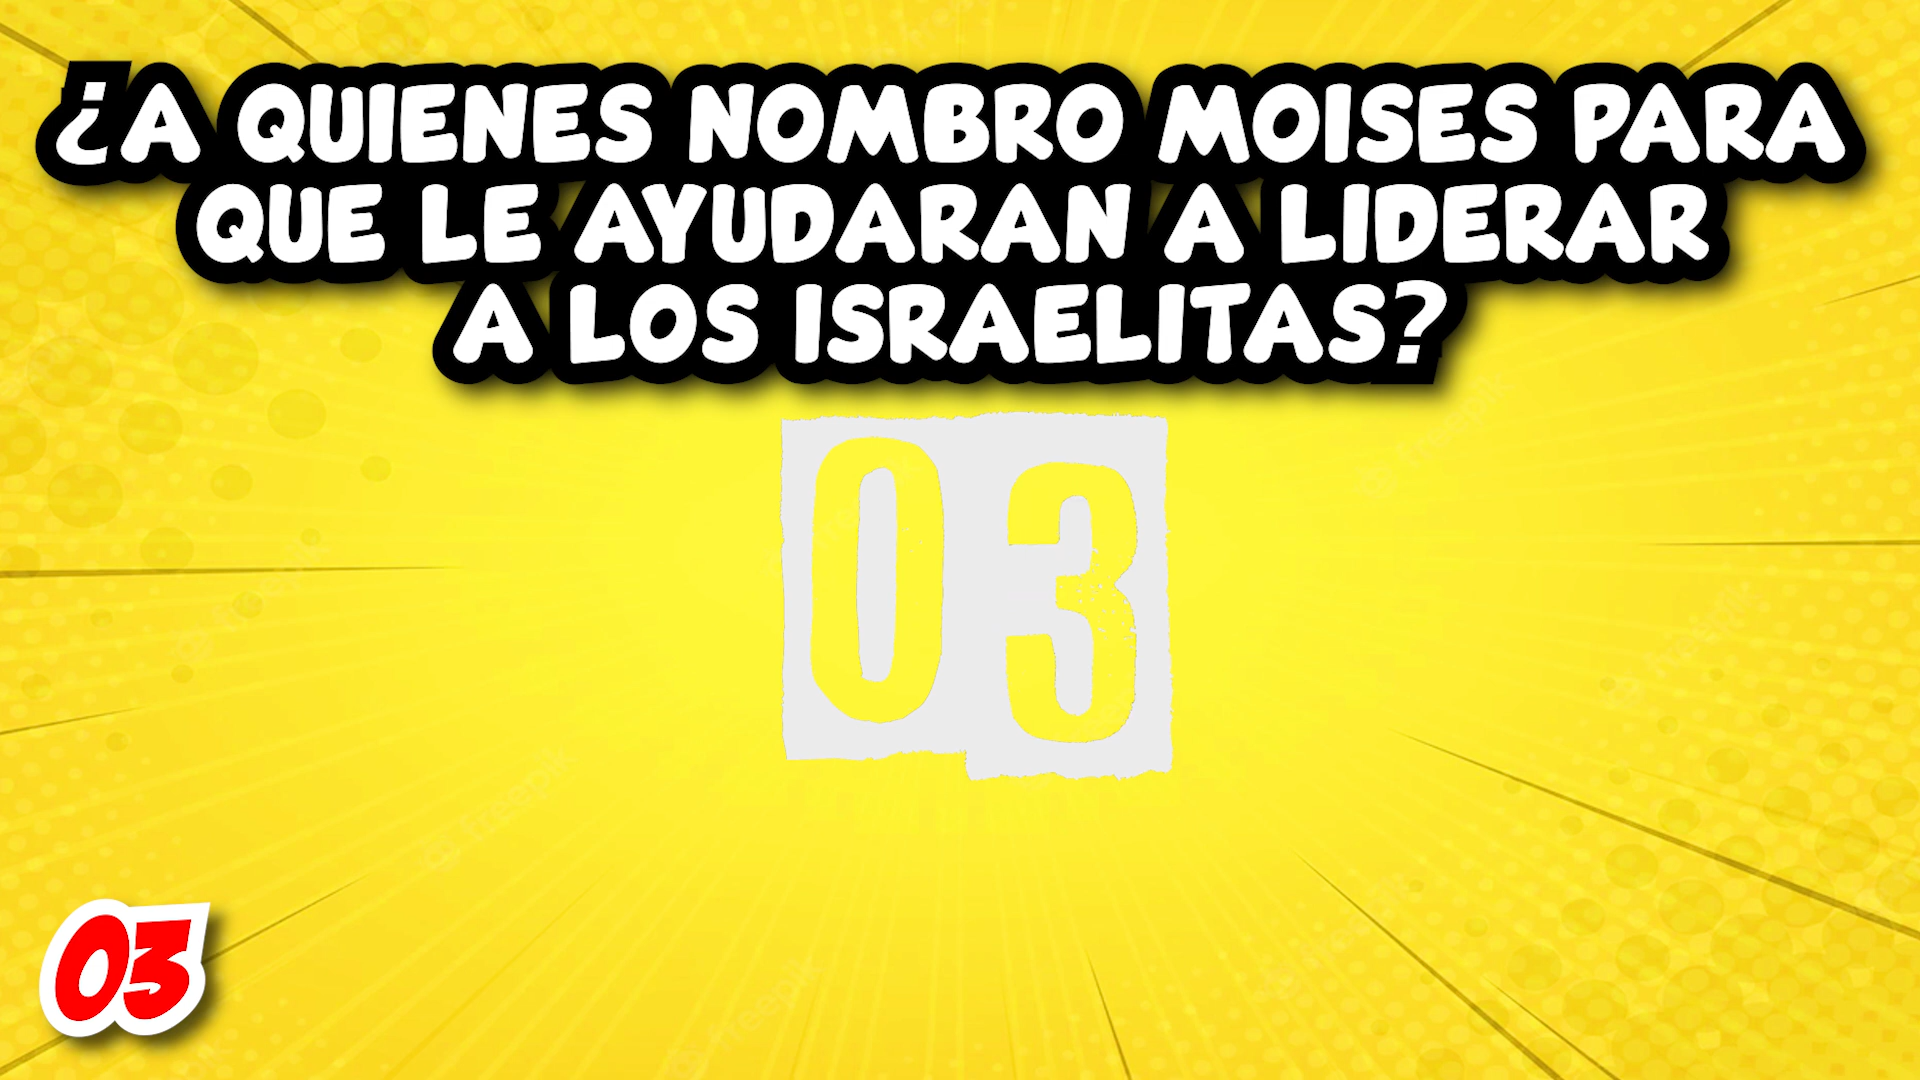 ¿A QUIENES NOMBRO MOISES PARA
QUE LE AYUDARAN A LIDERAR
A LOS ISRAELITAS?
03
03